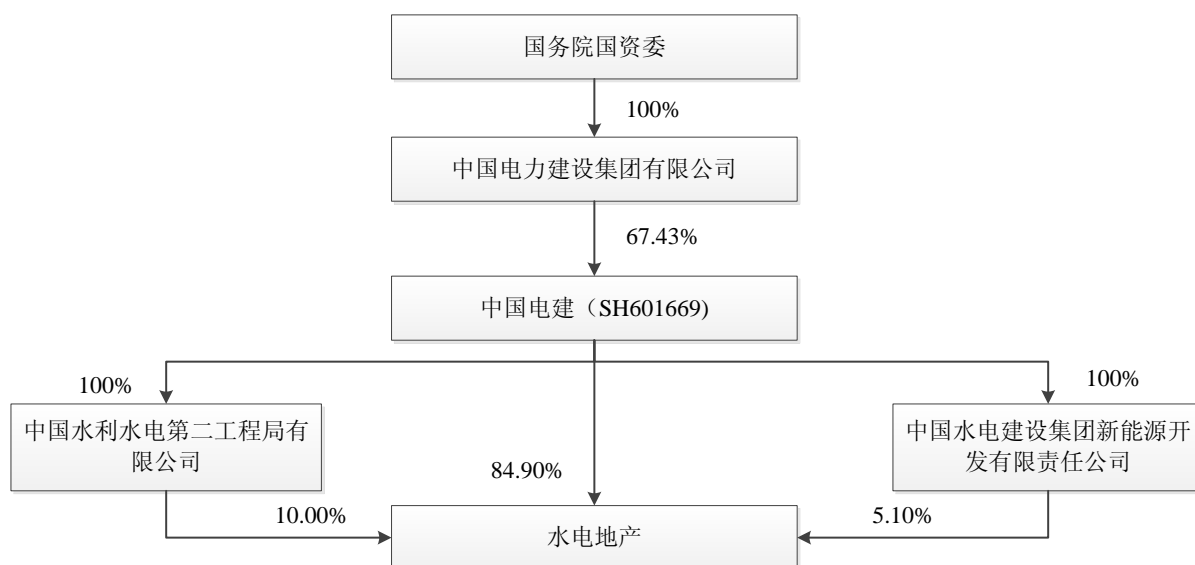 国务院国资委
100%
中国电力建设集团有限公司
67.43%
中国电建（SH601669)
100%
100%
中国水利水电第二工程局有
限公司
84.90%
中国水电建设集团新能源开
发有限责任公司
10.00%
水电地产
5.10%